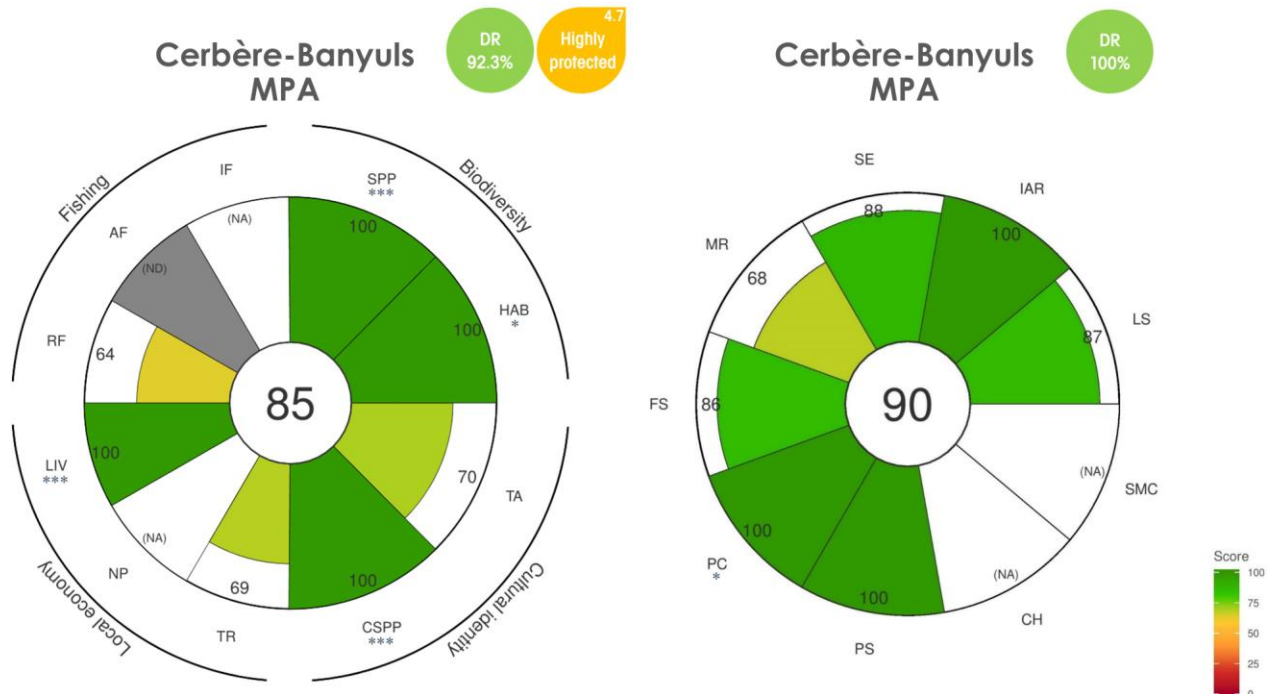 Cerbère-Banyuls
MPA
DR
92.3%
4.7
Highly
protected
Fishing
Biodiversity
Cultural identity
Local economy
IF
(NA)
SPP
***
100
HAB
*
100
TA
70
CSPP
***
100
TR
69
NP
(NA)
LIV
***
100
RF
64
AF
(ND)
85
Cerbère-Banyuls
MPA
DR
100%
SE
88
IAR
100
LS
87
SMC
(NA)
CH
(NA)
PS
100
PC
*
100
FS
86
MR
68
90
Score
100
75
50
25
0